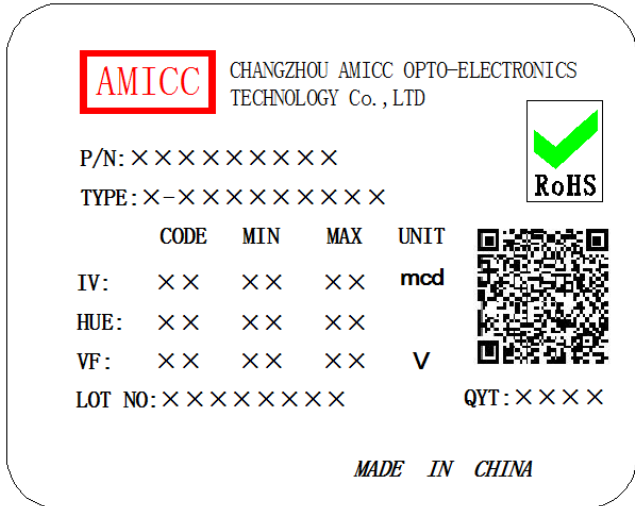 AMICC
CHANGZHOU AMICC OPTO-ELECTRONICS
TECHNOLOGY Co.,LTD
RoHS
P/N:×××××××××
TYPE:×-×××××××××
CODE MIN MAX UNIT
IV: ×× ×× ×× mcd
HUE: ×× ×× ××
VF: ×× ×× ×× V
LOT NO:×××××××× QYT:××××
MADE IN CHINA